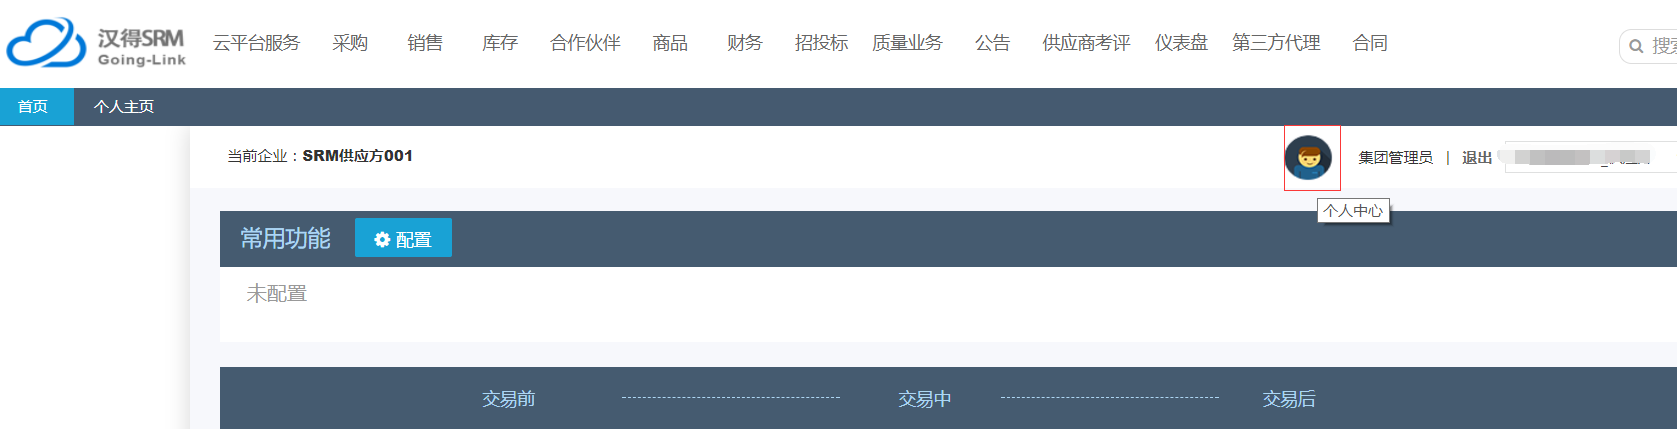 汉得SRM
Going-Link
云平台服务 采购 销售 库存 合作伙伴 商品 财务 招投标 质量业务 公告 供应商考评 仪表盘 第三方代理 合同
首页 个人主页
当前企业：SRM供应方001 集团管理员 | 退出
个人中心
常用功能 配置
未配置
交易前 交易中 交易后